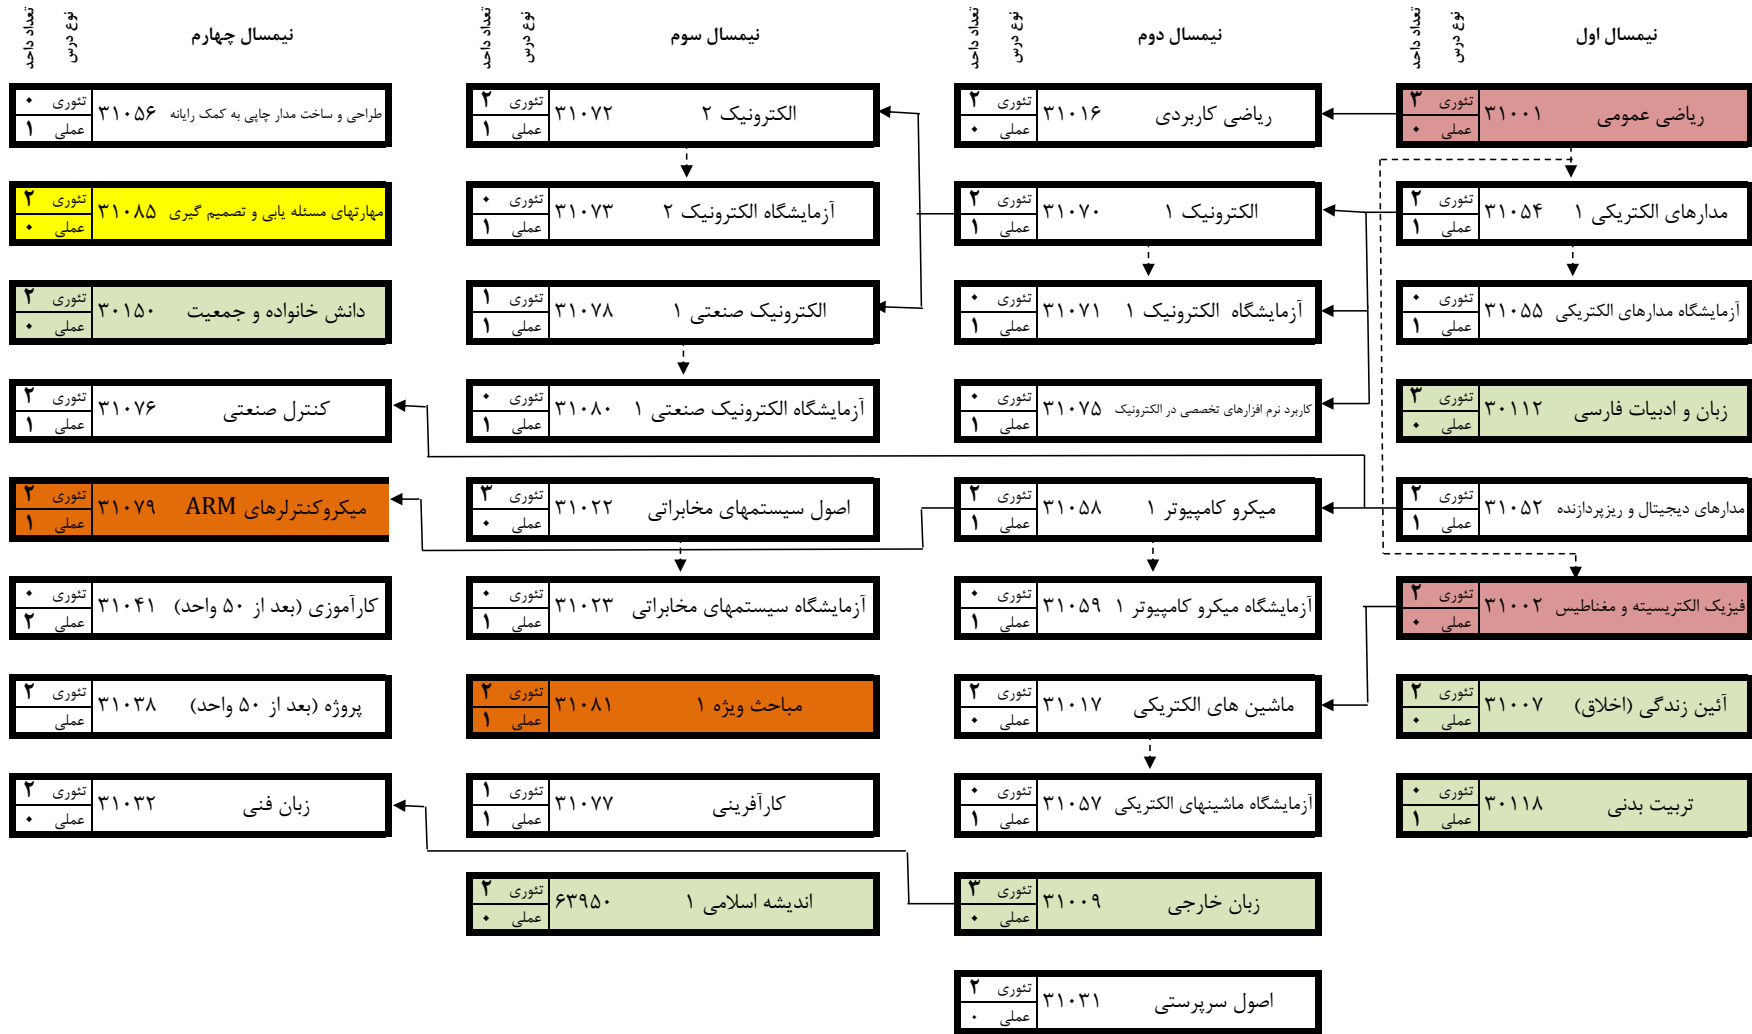 نیمسال اول نوع درس تعداد داحد
نیمسال دوم نوع درس تعداد داحد
نیمسال سوم نوع درس تعداد داحد
نیمسال چهارم نوع درس تعداد داحد
ریاضی عمومی ۳۱۰۰۱ تئوری ۳
عملی ۰
ریاضی کاربردی ۳۱۰۱۶ تئوری ۲
عملی ۰
الکترونیک ۲ ۳۱۰۷۲ تئوری ۲
عملی ۱
طراحی و ساخت مدار چاپی به کمک رایانه ۳۱۰۵۶ تئوری ۰
عملی ۱
مدارهای الکتریکی ۱ ۳۱۰۵۴ تئوری ۲
عملی ۱
الکترونیک ۱ ۳۱۰۷۰ تئوری ۲
عملی ۱
آزمایشگاه الکترونیک ۲ ۳۱۰۷۳ تئوری ۰
عملی ۱
مهارتهای مسئله یابی و تصمیم گیری ۳۱۰۸۵ تئوری ۲
عملی ۰
آزمایشگاه مدارهای الکتریکی ۳۱۰۵۵ تئوری ۰
عملی ۱
آزمایشگاه الکترونیک ۱ ۳۱۰۷۱ تئوری ۰
عملی ۱
الکترونیک صنعتی ۱ ۳۱۰۷۸ تئوری ۱
عملی ۱
دانش خانواده و جمعیت ۳۰۱۵۰ تئوری ۲
عملی ۰
زبان و ادبیات فارسی ۳۰۱۱۲ تئوری ۳
عملی ۰
کاربرد نرم افزارهای تخصصی در الکترونیک ۳۱۰۷۵ تئوری ۰
عملی ۱
آزمایشگاه الکترونیک صنعتی ۱ ۳۱۰۸۰ تئوری ۰
عملی ۱
کنترل صنعتی ۳۱۰۷۶ تئوری ۲
عملی ۱
مدارهای دیجیتال و ریزپردازنده ۳۱۰۵۲ تئوری ۲
عملی ۱
میکرو کامپیوتر ۱ ۳۱۰۵۸ تئوری ۲
عملی ۱
اصول سیستمهای مخابراتی ۳۱۰۲۲ تئوری ۳
عملی ۰
میکروکنترلرهای ARM ۳۱۰۷۹ تئوری ۲
عملی ۱
فیزیک الکتریسیته و مغناطیس ۳۱۰۰۲ تئوری ۲
عملی ۰
آزمایشگاه میکرو کامپیوتر ۱ ۳۱۰۵۹ تئوری ۰
عملی ۱
آزمایشگاه سیستمهای مخابراتی ۳۱۰۲۳ تئوری ۰
عملی ۱
کارآموزی (بعد از ۵۰ واحد) ۳۱۰۴۱ تئوری ۰
عملی ۲
آئین زندگی (اخلاق) ۳۱۰۰۷ تئوری ۲
عملی ۰
ماشین های الکتریکی ۳۱۰۱۷ تئوری ۲
عملی ۰
مباحث ویژه ۱ ۳۱۰۸۱ تئوری ۲
عملی ۱
پروژه (بعد از ۵۰ واحد) ۳۱۰۳۸ تئوری ۲
عملی
تربیت بدنی ۳۰۱۱۸ تئوری ۰
عملی ۱
آزمایشگاه ماشینهای الکتریکی ۳۱۰۵۷ تئوری ۰
عملی ۱
کارآفرینی ۳۱۰۷۷ تئوری ۱
عملی ۱
زبان فنی ۳۱۰۳۲ تئوری ۲
عملی ۰
زبان خارجی ۳۱۰۰۹ تئوری ۳
عملی ۰
اندیشه اسلامی ۱ ۶۳۹۵۰ تئوری ۲
عملی ۰
اصول سرپرستی ۳۱۰۳۱ تئوری ۲
عملی ۰